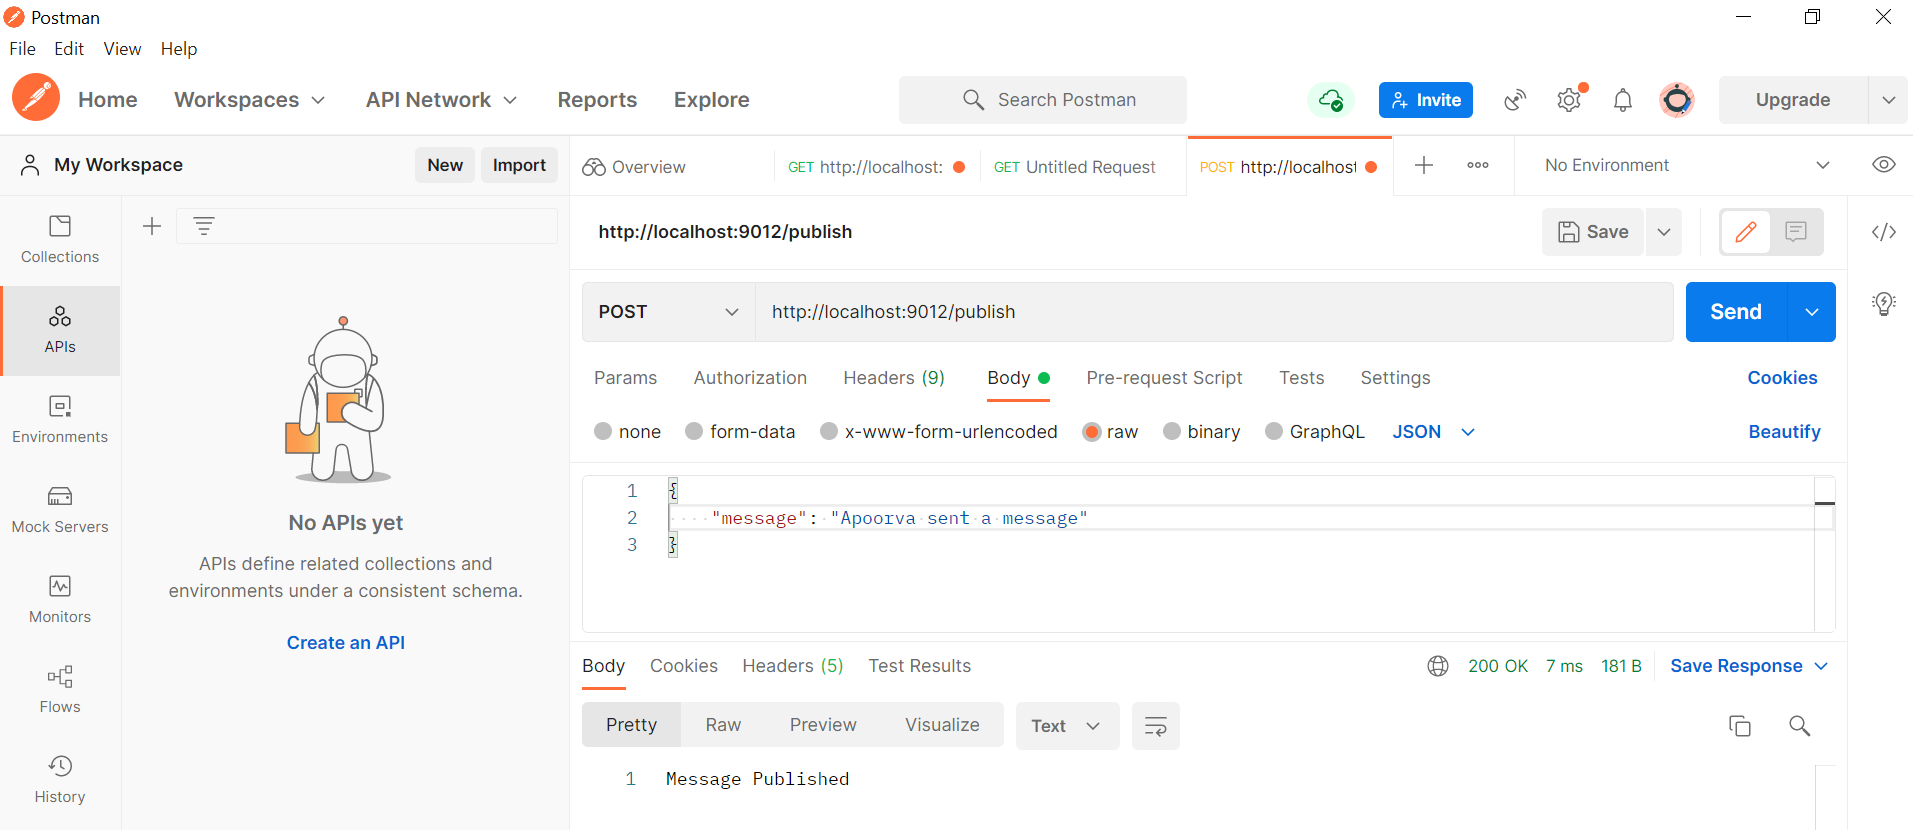 Postman
File Edit View Help
Home Workspaces API Network Reports Explore Search Postman Invite Upgrade
My Workspace New Import
Overview GET http://localhost: GET Untitled Request POST http://localhost No Environment
Collections
APIs
Environments
Mock Servers
Monitors
Flows
History
No APIs yet
APIs define related collections and
environments under a consistent schema.
Create an API
http://localhost:9012/publish Save
POST http://localhost:9012/publish Send
Params Authorization Headers (9) Body Pre-request Script Tests Settings Cookies
none form-data x-www-form-urlencoded raw binary GraphQL JSON Beautify
1 {
2 "message": "Apoorva sent a message"
3 }
Body Cookies Headers (5) Test Results 200 OK 7 ms 181 B Save Response
Pretty Raw Preview Visualize Text
1 Message Published